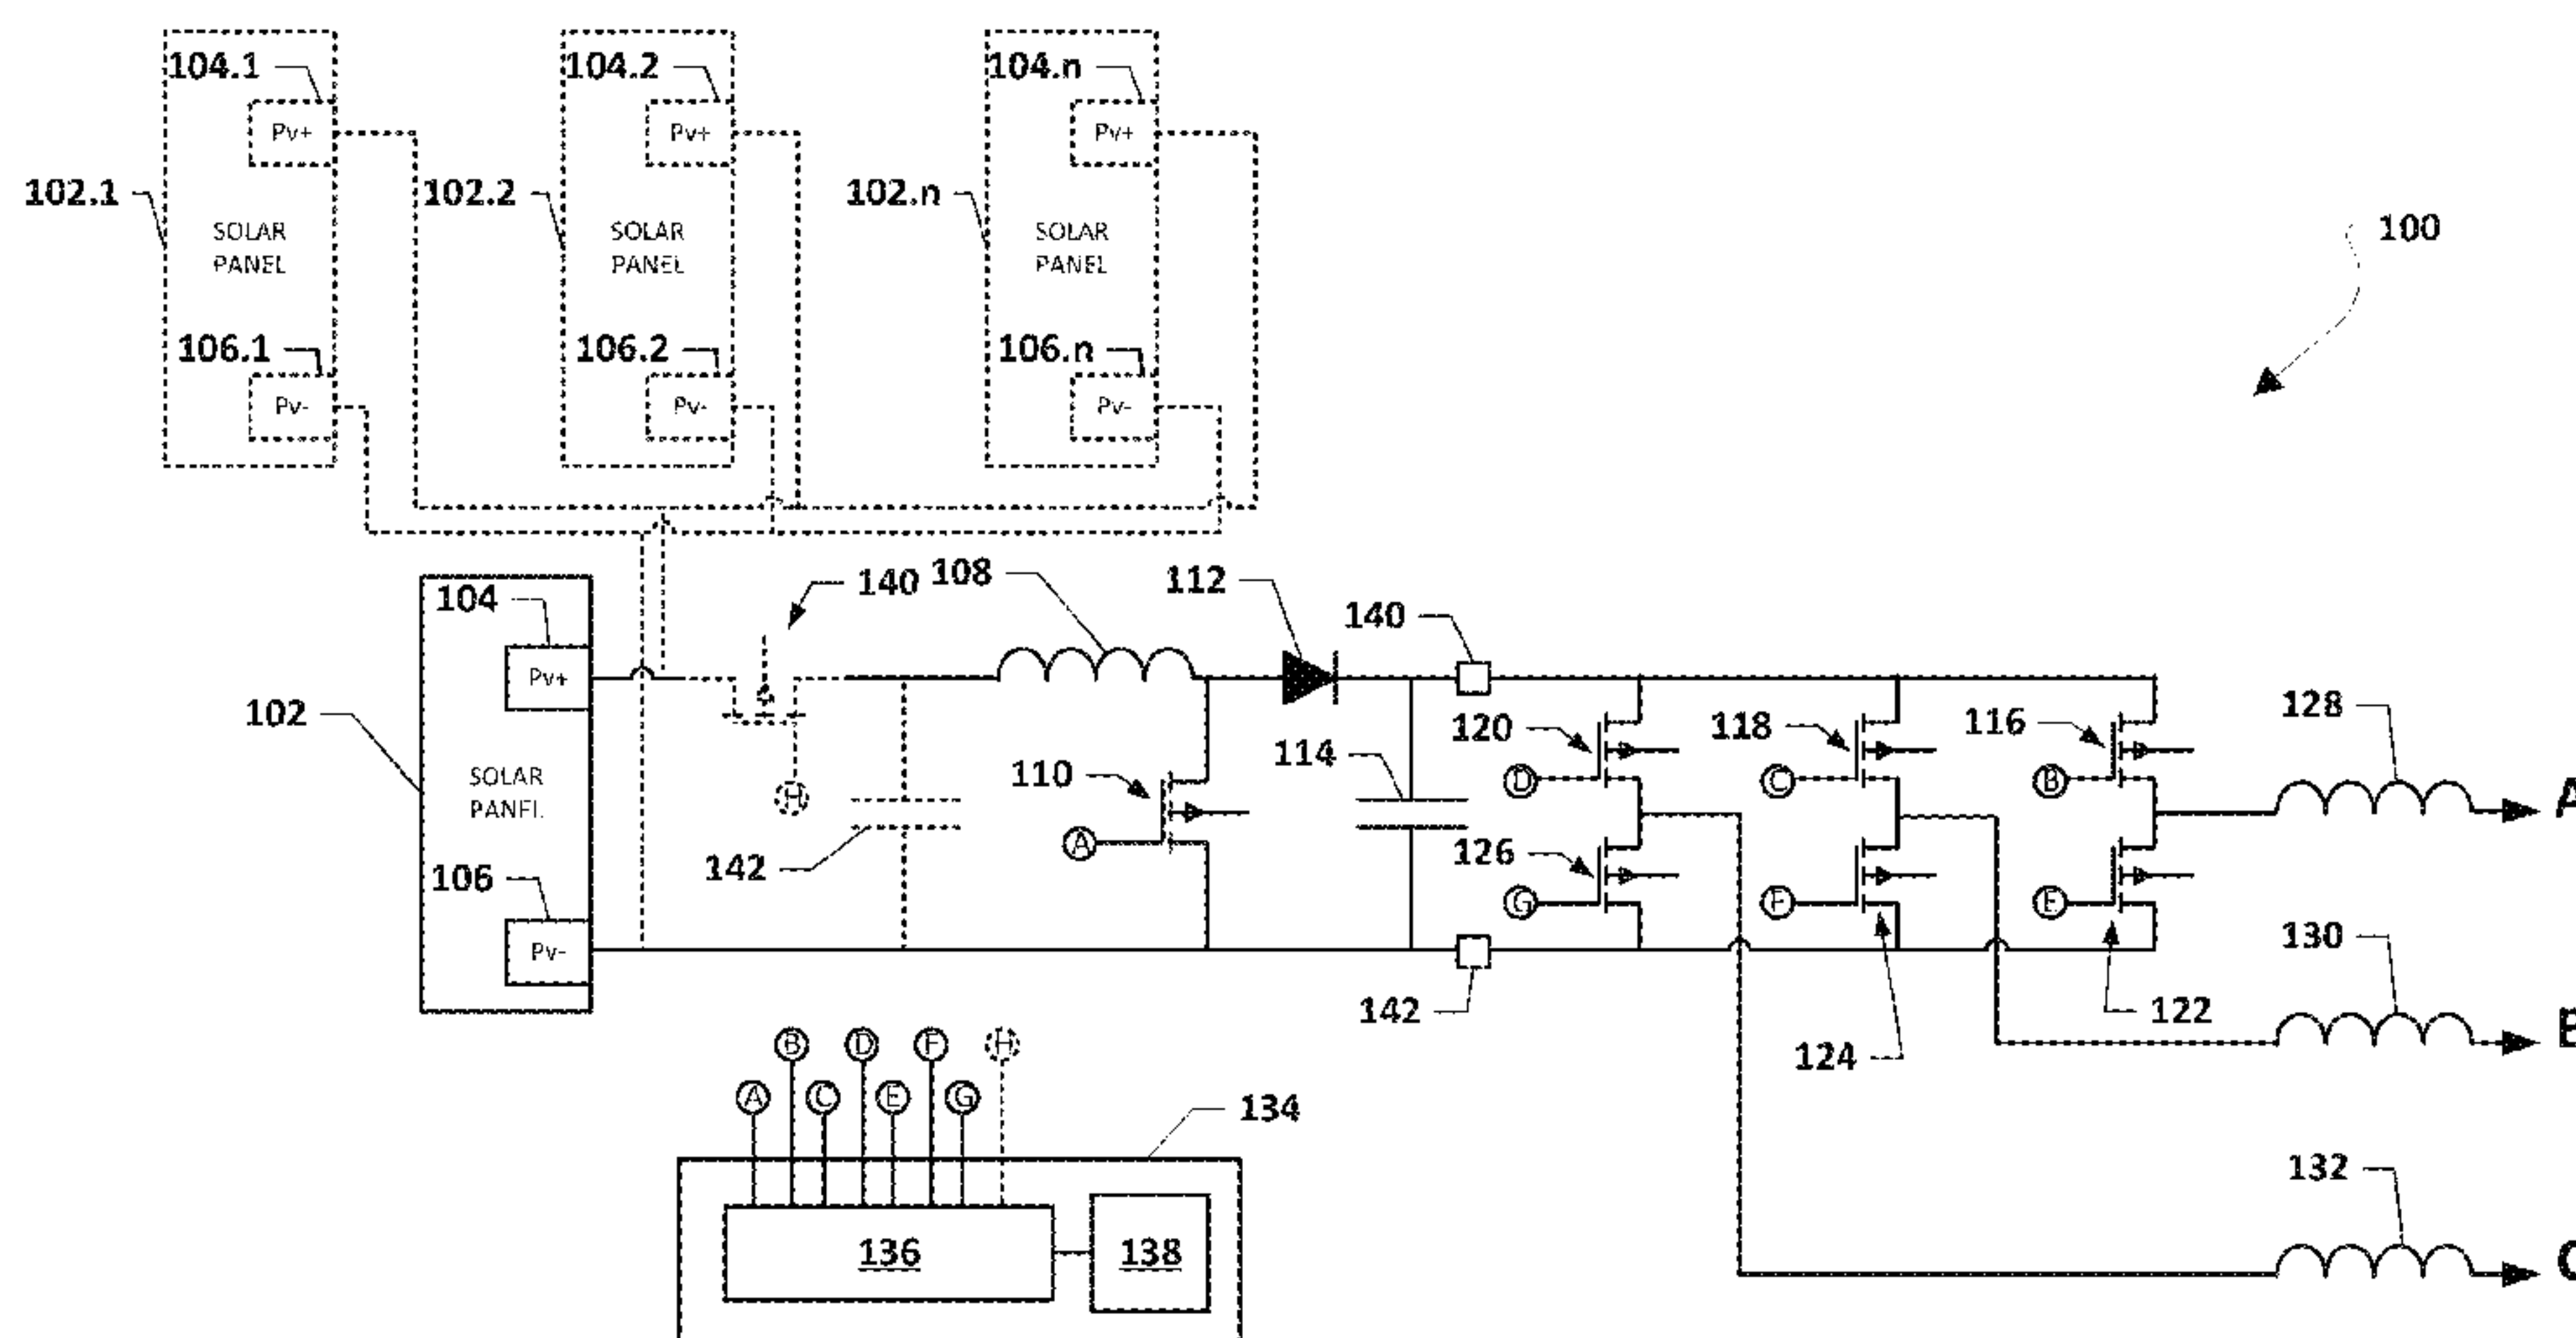 104.1
104.2
104.n
Pv+
Pv+
Pv+
102.1
102.2
102.n
SOLAR
PANEL
SOLAR
PANEL
SOLAR
PANEL
100
106.1
106.2
106.n
Pv-
Pv-
Pv-
104
140
108
112
140
Pv+
102
SOLAR
PANEL
H
142
110
A
114
120
D
118
C
116
B
128
A
126
G
F
E
106
Pv-
142
124
122
130
B
B
D
F
H
A
C
E
G
134
132
136
138
C